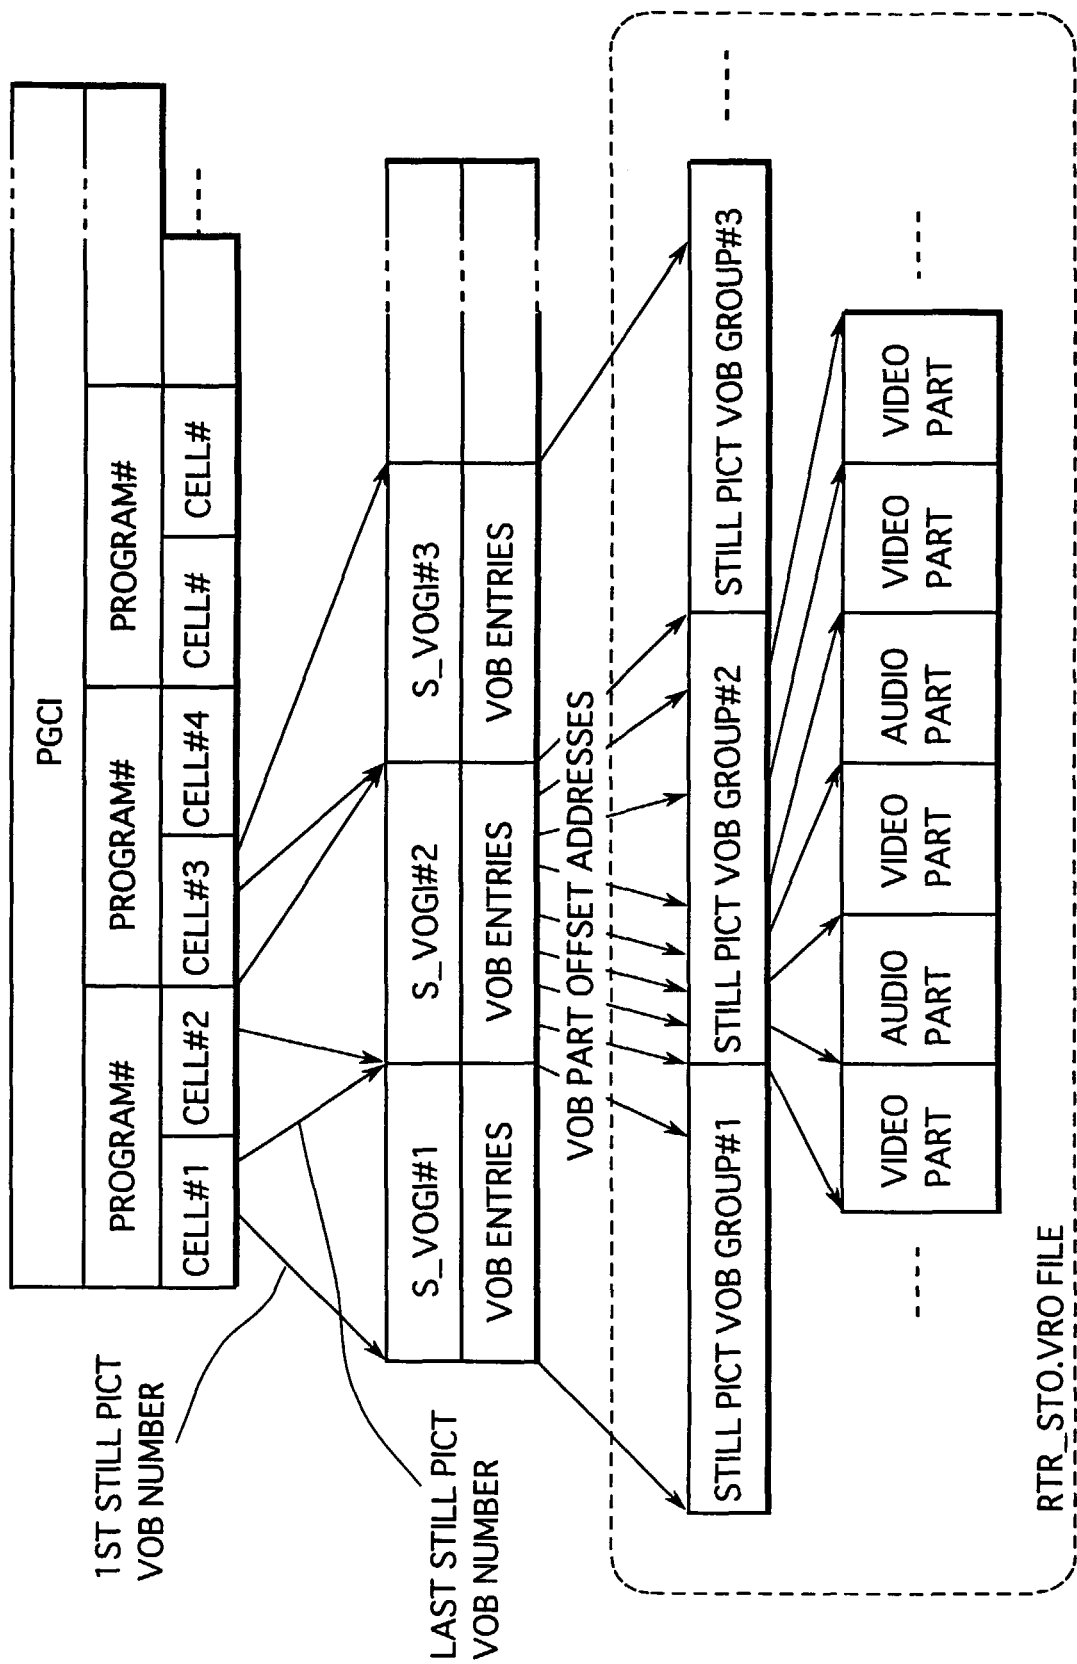 PGCI
PROGRAM#
PROGRAM#
PROGRAM#
CELL#1
CELL#2
CELL#3
CELL#4
CELL#
CELL#
1ST STILL PICT
VOB NUMBER
LAST STILL PICT
VOB NUMBER
S_VOGI#1
S_VOGI#2
S_VOGI#3
VOB ENTRIES
VOB ENTRIES
VOB ENTRIES
VOB PART OFFSET ADDRESSES
STILL PICT VOB GROUP#1
STILL PICT VOB GROUP#2
STILL PICT VOB GROUP#3
VIDEO
PART
AUDIO
PART
VIDEO
PART
AUDIO
PART
VIDEO
PART
VIDEO
PART
RTR_STO.VRO FILE